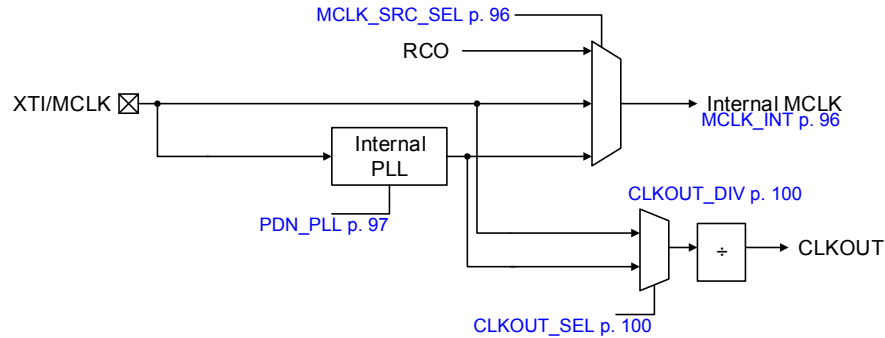 MCLK_SRC_SEL p. 96
RCO
XTI/MCLK
Internal MCLK
MCLK_INT p. 96
Internal
PLL
PDN_PLL p. 97
CLKOUT_DIV p. 100
÷
CLKOUT
CLKOUT_SEL p. 100